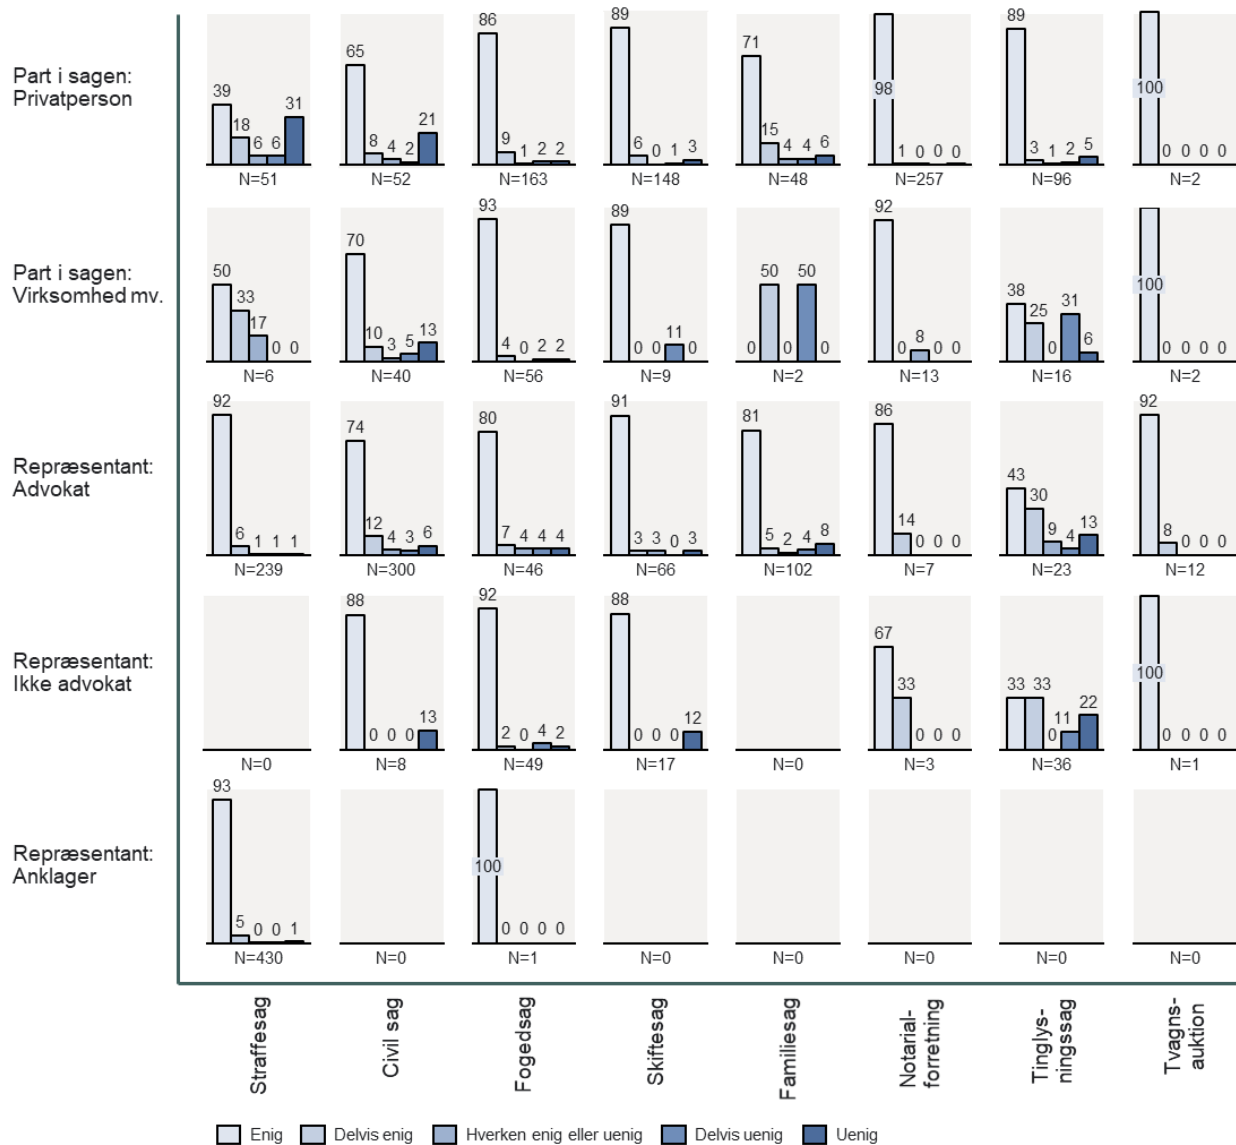 Part i sagen:
Privatperson
39 18 6 6 31
65 8 4 2 21
86 9 1 2 2
89 6 0 1 3
71 15 4 4 6
98 1 0 0 0
89 3 1 2 5
100 0 0 0 0
N=51 N=52 N=163 N=148 N=48 N=257 N=96 N=2
Part i sagen:
Virksomhed mv.
50 33 17 0 0
70 10 3 5 13
93 4 0 2 2
89 0 0 11 0
0 50 0 50 0
92 0 8 0 0
38 25 0 31 6
100 0 0 0 0
N=6 N=40 N=56 N=9 N=2 N=13 N=16 N=2
Repræsentant:
Advokat
92 6 1 1 1
74 12 4 3 6
80 7 4 4 4
91 3 3 0 3
81 5 2 4 8
86 14 0 0 0
43 30 9 4 13
92 8 0 0 0
N=239 N=300 N=46 N=66 N=102 N=7 N=23 N=12
Repræsentant:
Ikke advokat
88 0 0 0 13
92 2 0 4 2
88 0 0 0 12
67 33 0 0 0
33 33 0 11 22
100 0 0 0 0
N=0 N=8 N=49 N=17 N=0 N=3 N=36 N=1
Repræsentant:
Anklager
93 5 0 0 1
100 0 0 0 0
N=430 N=0 N=1 N=0 N=0 N=0 N=0 N=0
Straffesag
Civil sag
Fogedsag
Skiftesag
Familiesag
Notarial-
forretning
Tinglys-
ningssag
Tvagns-
auktion
Enig Delvis enig Hverken enig eller uenig Delvis uenig Uenig